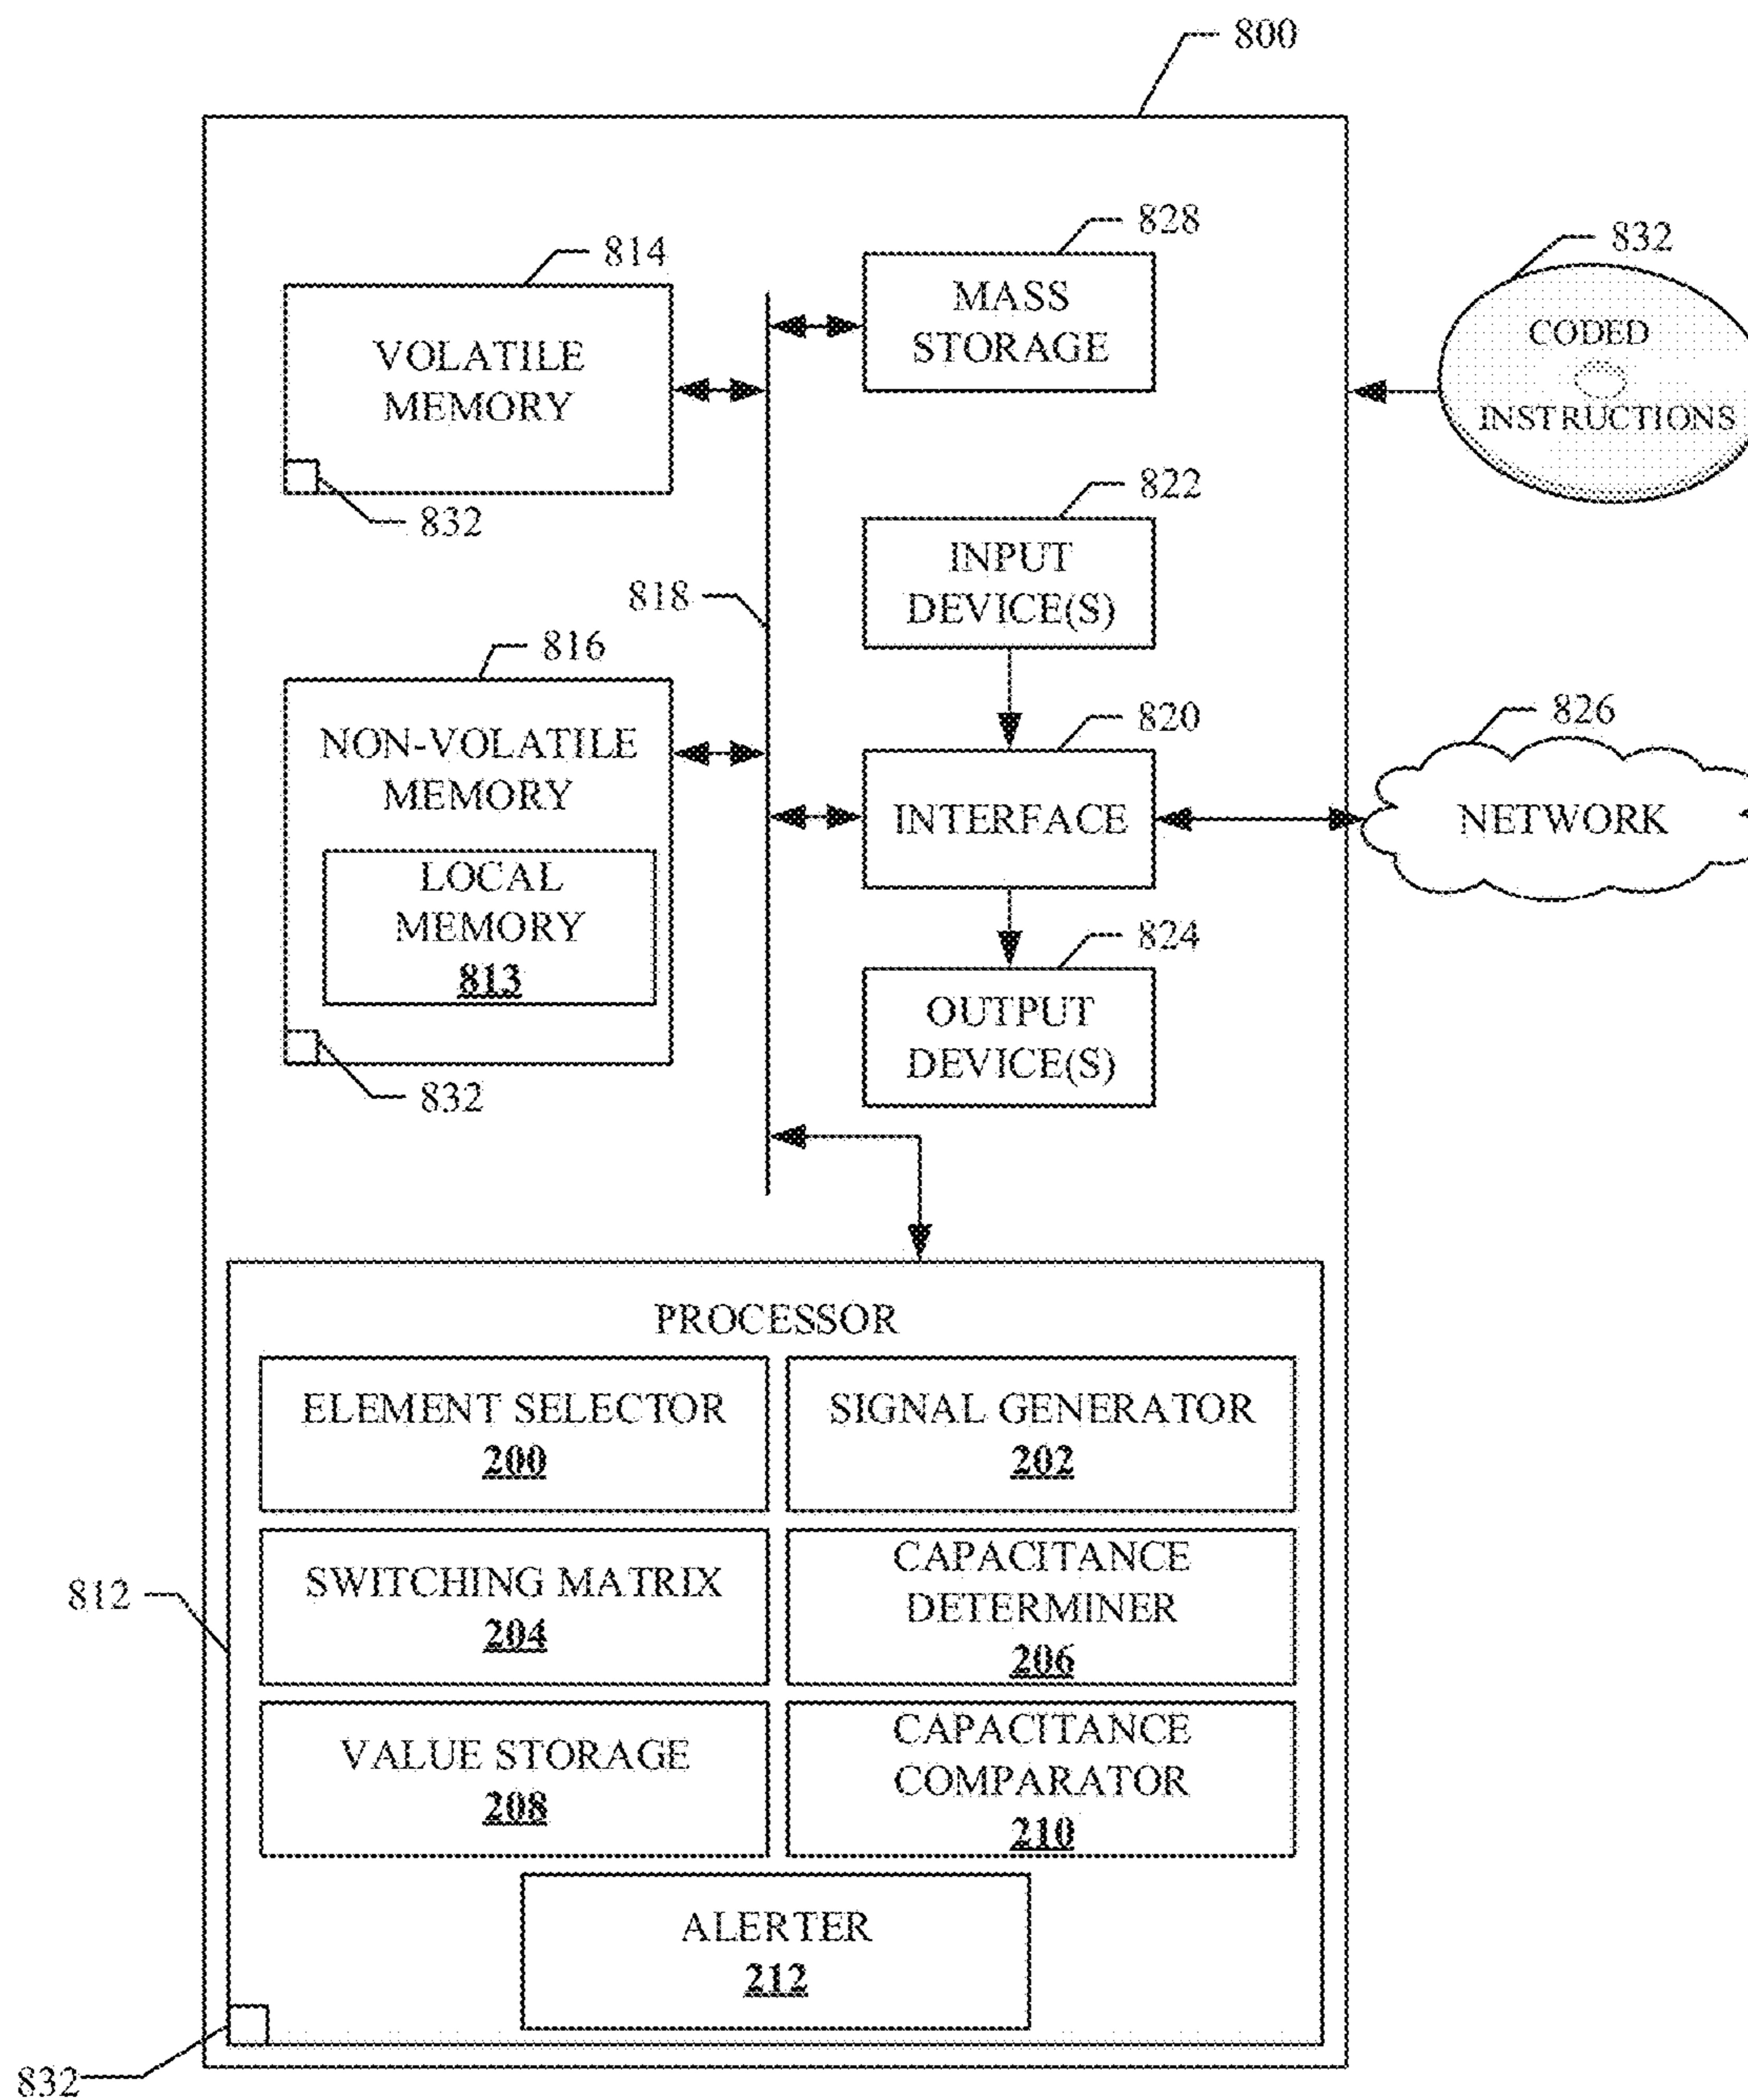 800
828
814
832
MASS
STORAGE
VOLATILE
MEMORY
CODED
INSTRUCTIONS
832
822
INPUT
DEVICE(S)
818
816
820
826
NON-VOLATILE
MEMORY
INTERFACE
NETWORK
LOCAL
MEMORY
813
824
OUTPUT
DEVICE(S)
832
PROCESSOR
ELEMENT SELECTOR
200
SIGNAL GENERATOR
202
812
SWITCHING MATRIX
204
CAPACITANCE
DETERMINER
206
VALUE STORAGE
208
CAPACITANCE
COMPARATOR
210
ALERTER
212
832